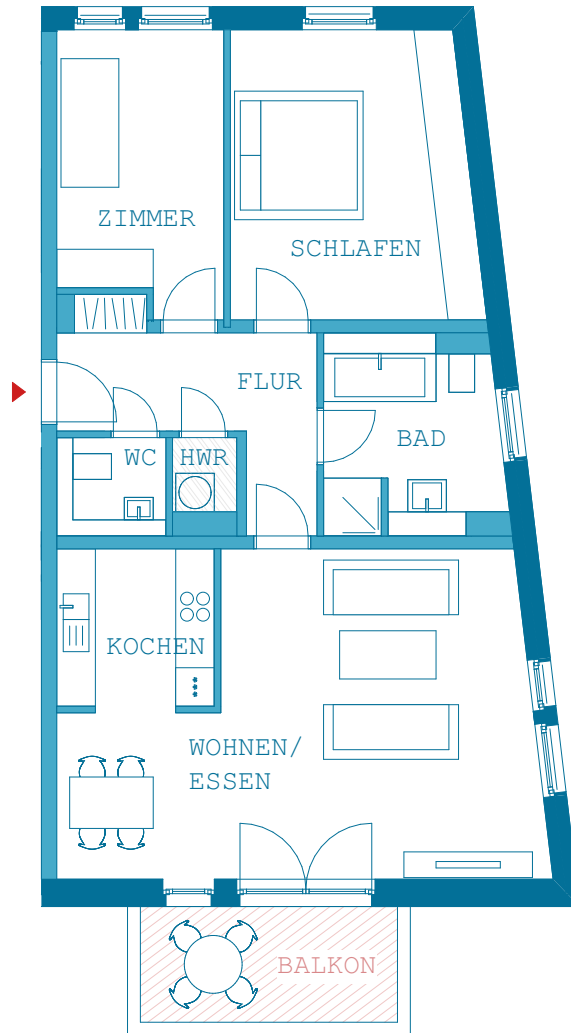 ZIMMER
SCHLAFEN
FLUR
BAD
WC
HWR
KOCHEN
WOHNEN/
ESSEN
BALKON